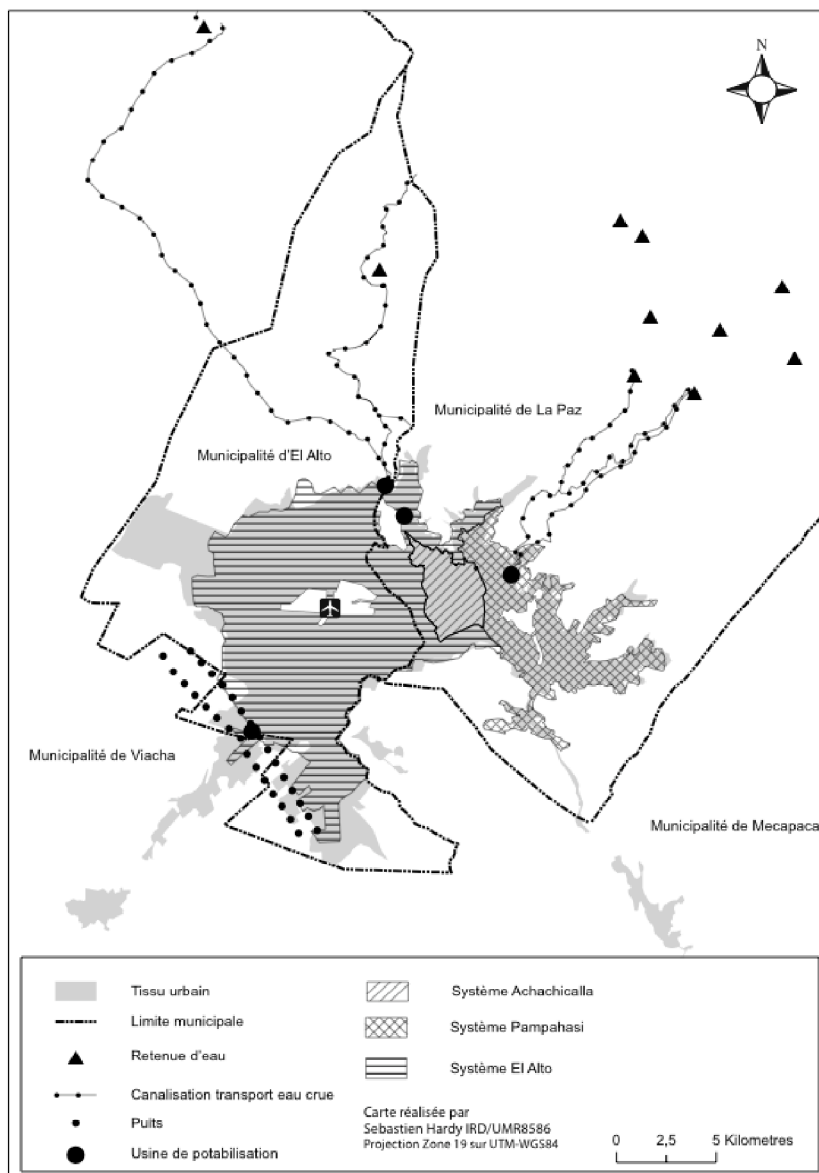 N
Municipalité de La Paz
Municipalité d'El Alto
Municipalité de Viacha
Municipalité de Mecapaca
Tissu urbain
Limite municipale
Retenue d'eau
Canalisation transport eau crue
Puits
Usine de potabilisation
Système Achachicalla
Système Pampahasi
Système El Alto
Carte réalisée par
Sebastien Hardy IRD/UMR8586
Projection Zone 19 sur UTM-WGS84
0 2,5 5 Kilometres